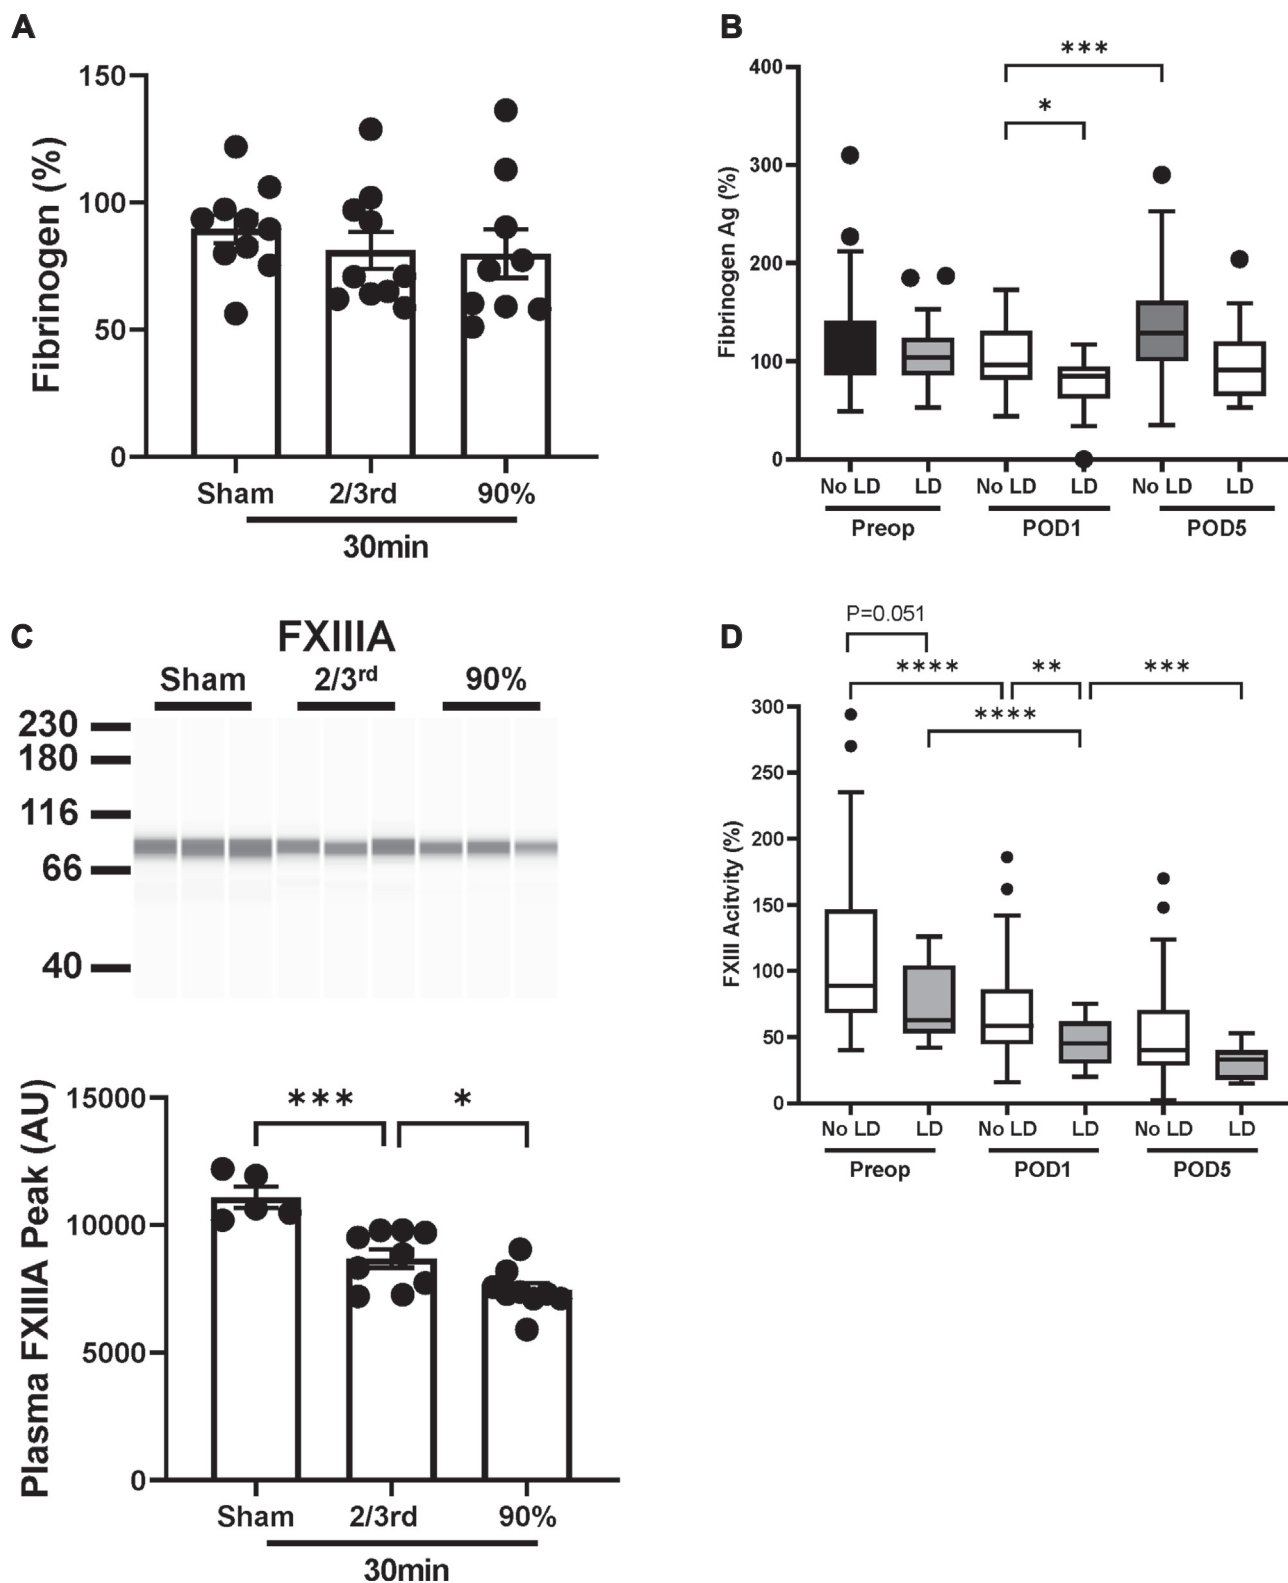 A
Fibrinogen (%)
150
100
50
0
Sham 2/3rd 90%
30min
B
Fibrinogen Ag (%)
400
300
200
100
0
***
*
No LD LD No LD LD No LD LD
Preop POD1 POD5
C
FXIIIA
Sham 2/3rd 90%
230
180
116
66
40
Plasma FXIIIA Peak (AU)
15000
10000
5000
0
*** *
Sham 2/3rd 90%
30min
D
P=0.051
**** ** ***
****
FXIII Acitvity (%)
300
250
200
150
100
50
0
No LD LD No LD LD No LD LD
Preop POD1 POD5